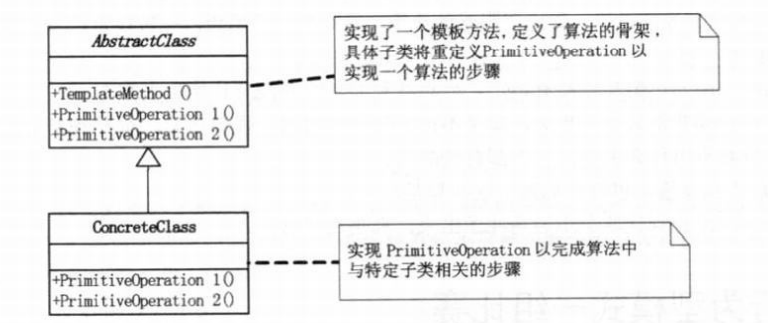 AbstractClass
+TemplateMethod ()
+PrimitiveOperation 1()
+PrimitiveOperation 2()
实现了一个模板方法,定义了算法的骨架,
具体子类将重定义PrimitiveOperation 以
实现一个算法的步骤
ConcreteClass
+PrimitiveOperation 1()
+PrimitiveOperation 2()
实现 PrimitiveOperation 以完成算法中
与特定子类相关的步骤